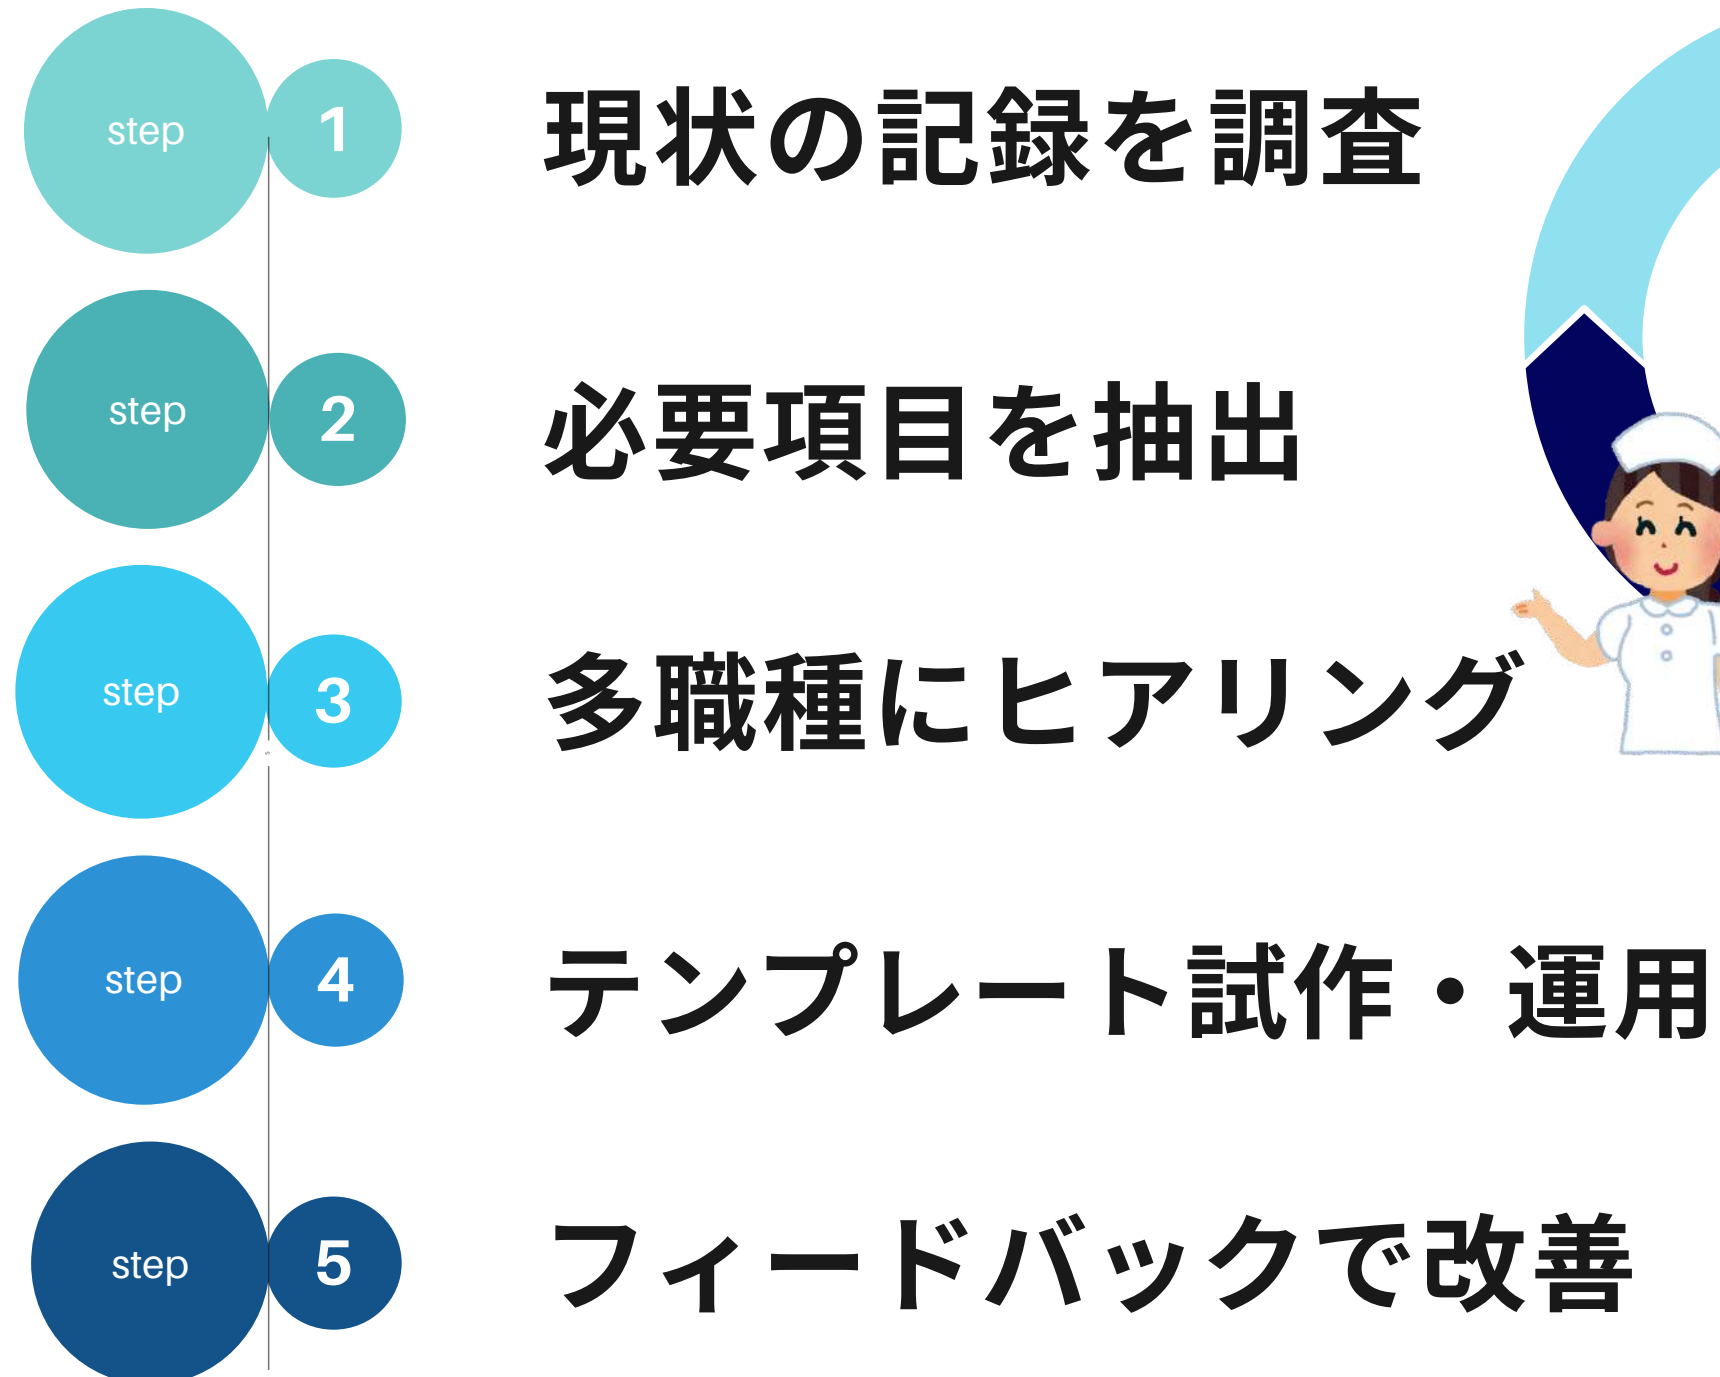 step 1 現状の記録を調査
step 2 必要項目を抽出
step 3 多職種にヒアリング
step 4 テンプレート試作・運用
step 5 フィードバックで改善